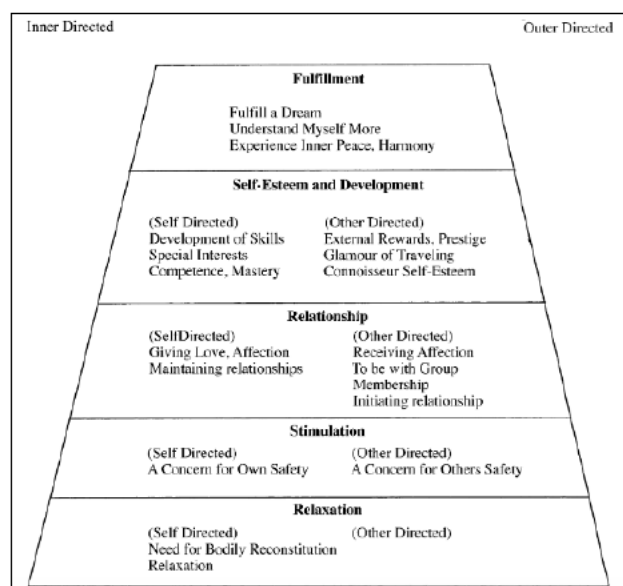 Inner Directed
Outer Directed
Fulfillment
Fulfill a Dream
Understand Myself More
Experience Inner Peace, Harmony
Self-Esteem and Development
(Self Directed) (Other Directed)
Development of Skills External Rewards, Prestige
Special Interests Glamour of Traveling
Competence, Mastery Connoisseur Self-Esteem
Relationship
(SelfDirected) (Other Directed)
Giving Love, Affection Receiving Affection
Maintaining relationships To be with Group
Membership
Initiating relationship
Stimulation
(Self Directed) (Other Directed)
A Concern for Own Safety A Concern for Others Safety
Relaxation
(Self Directed) (Other Directed)
Need for Bodily Reconstitution
Relaxation